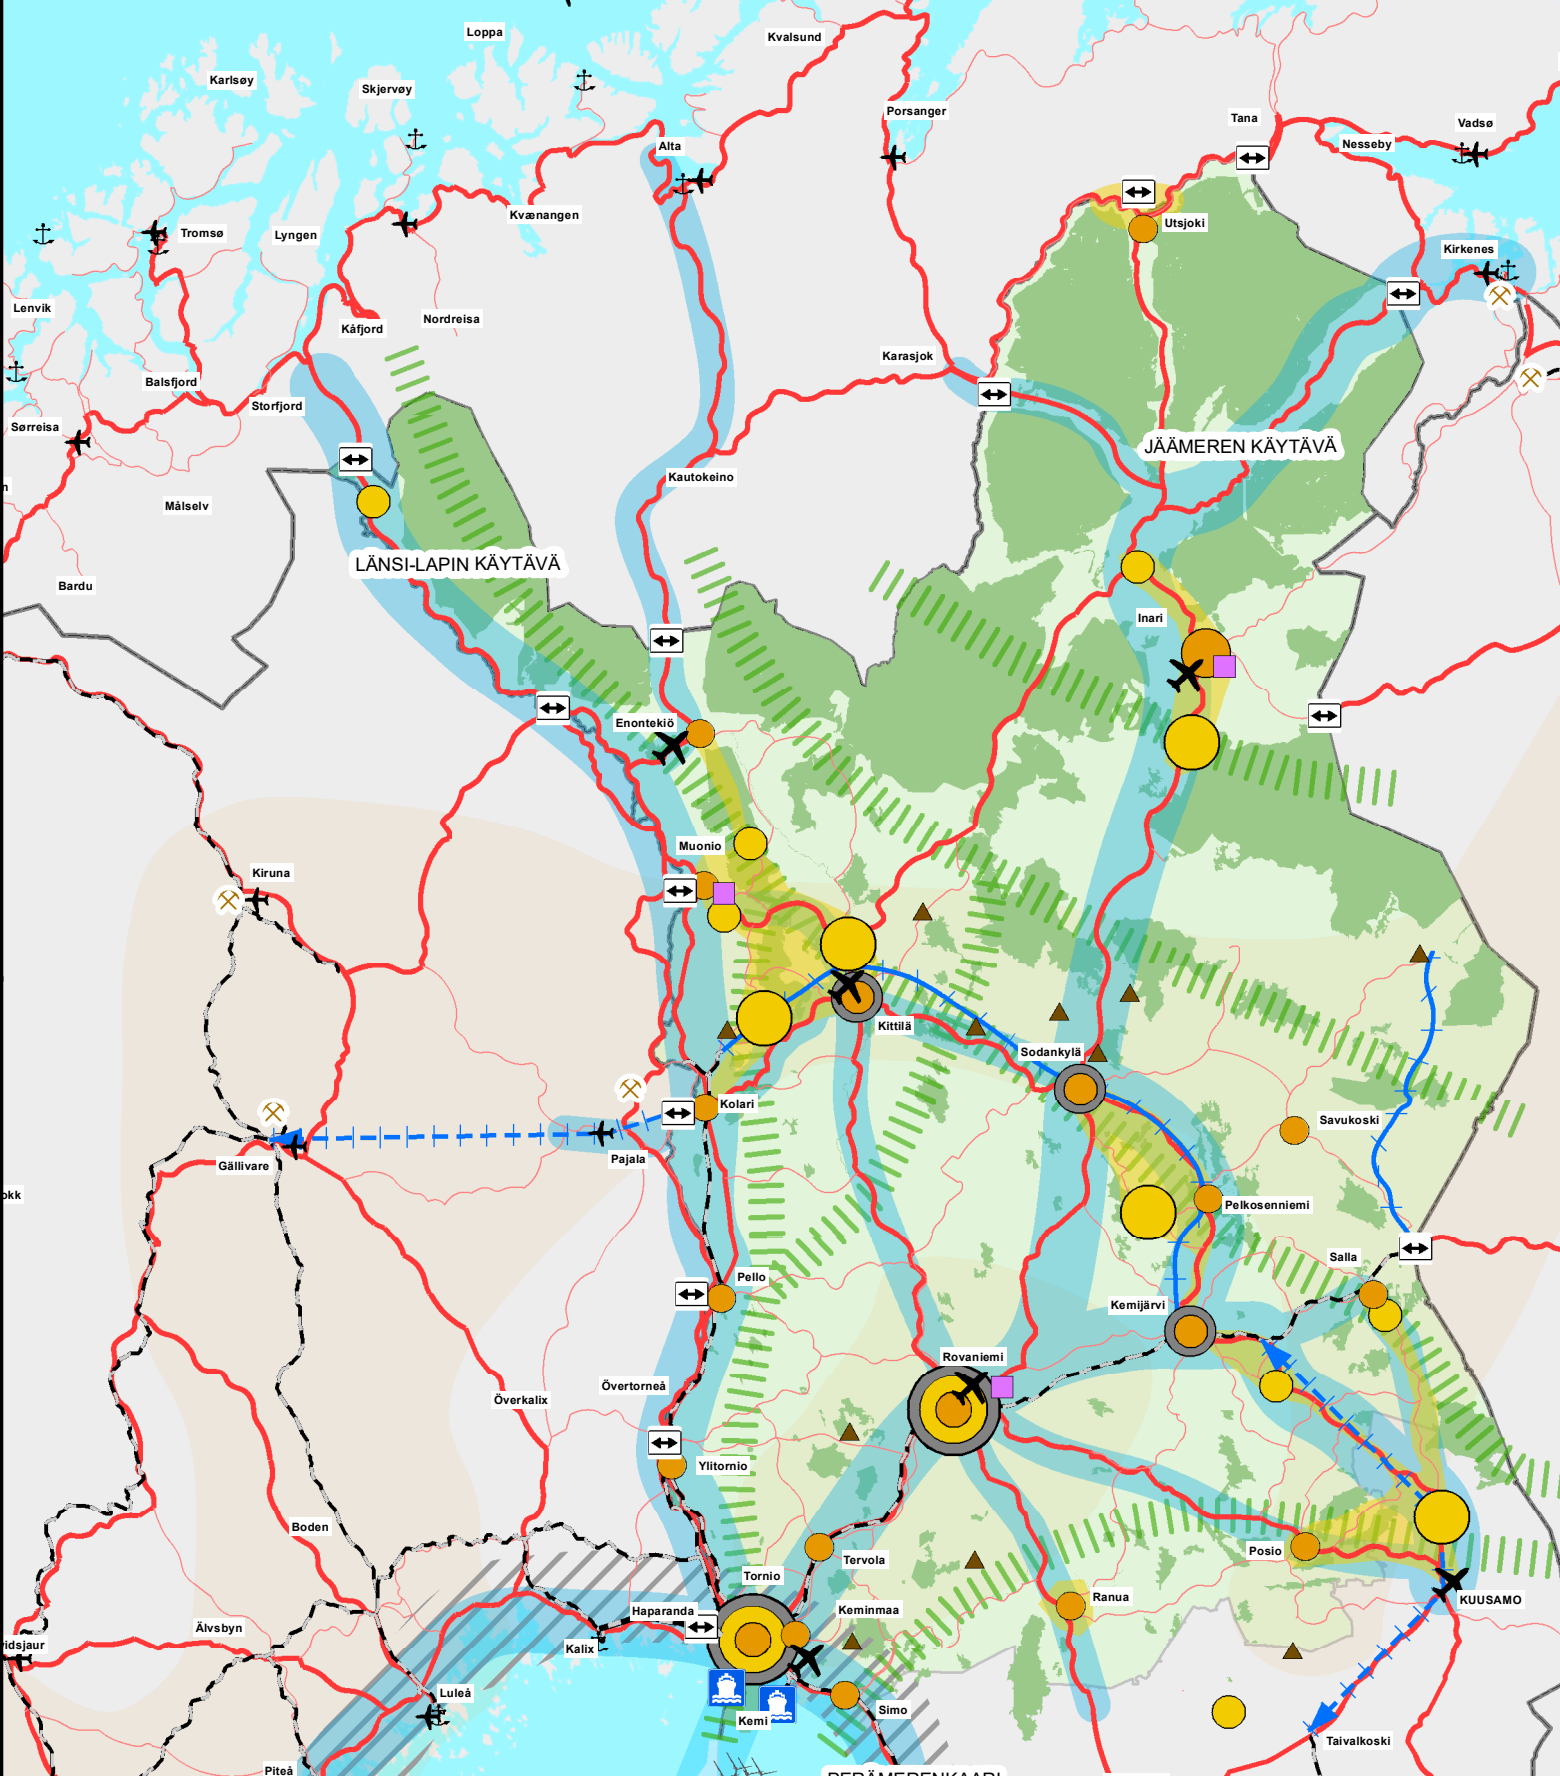 Loppa
Kvalsund
Karlsøy
Skjervøy
Porsanger
Tana
Vadsø
Nesseby
Alta
Kvænangen
Utsjoki
Tromsø
Lyngen
Kirkenes
Lenvik
Nordreisa
Kåfjord
Karasjok
Balsfjord
Storfjord
Sørreisa
JÄÄMEREN KÄYTÄVÄ
Kautokeino
n
Målselv
LÄNSI-LAPIN KÄYTÄVÄ
Bardu
Inari
Enontekiö
Muonio
Kiruna
Kittilä
Sodankylä
Kolari
Savukoski
Pajala
Gällivare
okk
Pelkosenniemi
Salla
Pello
Kemijärvi
Rovaniemi
Övertorneå
Överkalix
Ylitornio
Boden
Posio
Tervola
Tornio
Ranua
KUUSAMO
Haparanda
Keminmaa
Älvsbyn
vidsjaur
Kalix
Luleå
Simo
Kemi
Taivalkoski
Piteå
PERÄMERENKAARI